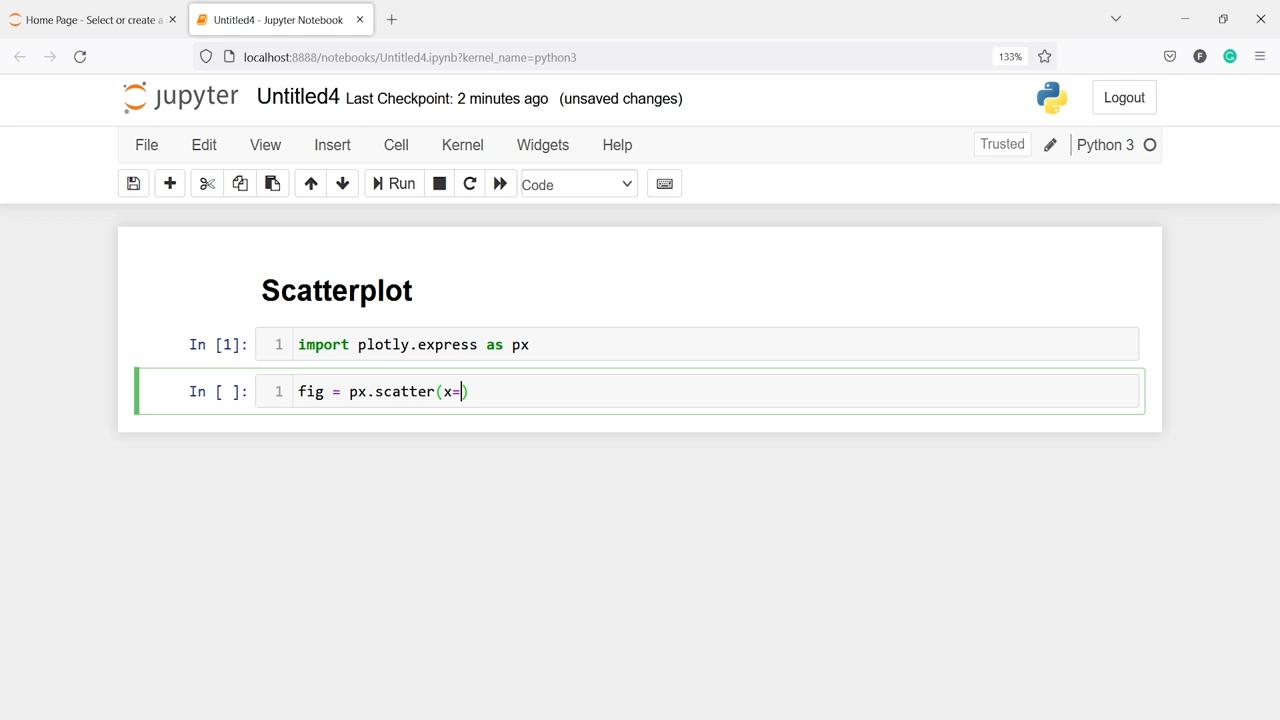 Home Page - Select or create a
Untitled4 - Jupyter Notebook
localhost:8888/notebooks/Untitled4.ipynb?kernel_name=python3
133%
F
G
jupyter Untitled4 Last Checkpoint: 2 minutes ago (unsaved changes)
Logout
File Edit View Insert Cell Kernel Widgets Help
Trusted
Python 3
Run
Code
Scatterplot
In [1]: 1 import plotly.express as px
In [ ]: 1 fig = px.scatter(x=)